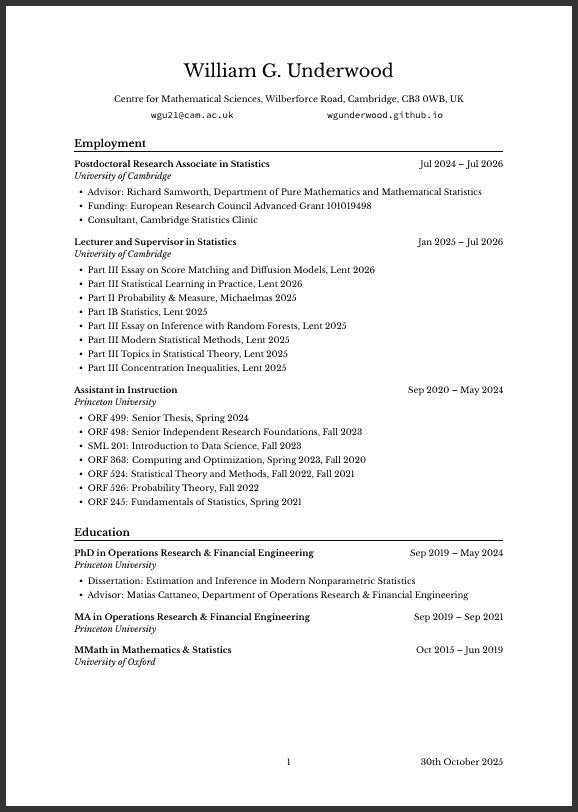 William G. Underwood
Centre for Mathematical Sciences, Wilberforce Road, Cambridge, CB3 0WB, UK
wgu21@cam.ac.uk wgunderwood.github.io
Employment
Postdoctoral Research Associate in Statistics Jul 2024 – Jul 2026
University of Cambridge
• Advisor: Richard Samworth, Department of Pure Mathematics and Mathematical Statistics
• Funding: European Research Council Advanced Grant 101019498
• Consultant, Cambridge Statistics Clinic
Lecturer and Supervisor in Statistics Jan 2025 – Jul 2026
University of Cambridge
• Part III Essay on Score Matching and Diffusion Models, Lent 2026
• Part III Statistical Learning in Practice, Lent 2026
• Part II Probability & Measure, Michaelmas 2025
• Part IB Statistics, Lent 2025
• Part III Essay on Inference with Random Forests, Lent 2025
• Part III Modern Statistical Methods, Lent 2025
• Part III Topics in Statistical Theory, Lent 2025
• Part III Concentration Inequalities, Lent 2025
Assistant in Instruction Sep 2020 – May 2024
Princeton University
• ORF 499: Senior Thesis, Spring 2024
• ORF 498: Senior Independent Research Foundations, Fall 2023
• SML 201: Introduction to Data Science, Fall 2023
• ORF 363: Computing and Optimization, Spring 2023, Fall 2020
• ORF 524: Statistical Theory and Methods, Fall 2022, Fall 2021
• ORF 526: Probability Theory, Fall 2022
• ORF 245: Fundamentals of Statistics, Spring 2021
Education
PhD in Operations Research & Financial Engineering Sep 2019 – May 2024
Princeton University
• Dissertation: Estimation and Inference in Modern Nonparametric Statistics
• Advisor: Matias Cattaneo, Department of Operations Research & Financial Engineering
MA in Operations Research & Financial Engineering Sep 2019 – Sep 2021
Princeton University
MMath in Mathematics & Statistics Oct 2015 – Jun 2019
University of Oxford
1 30th October 2025